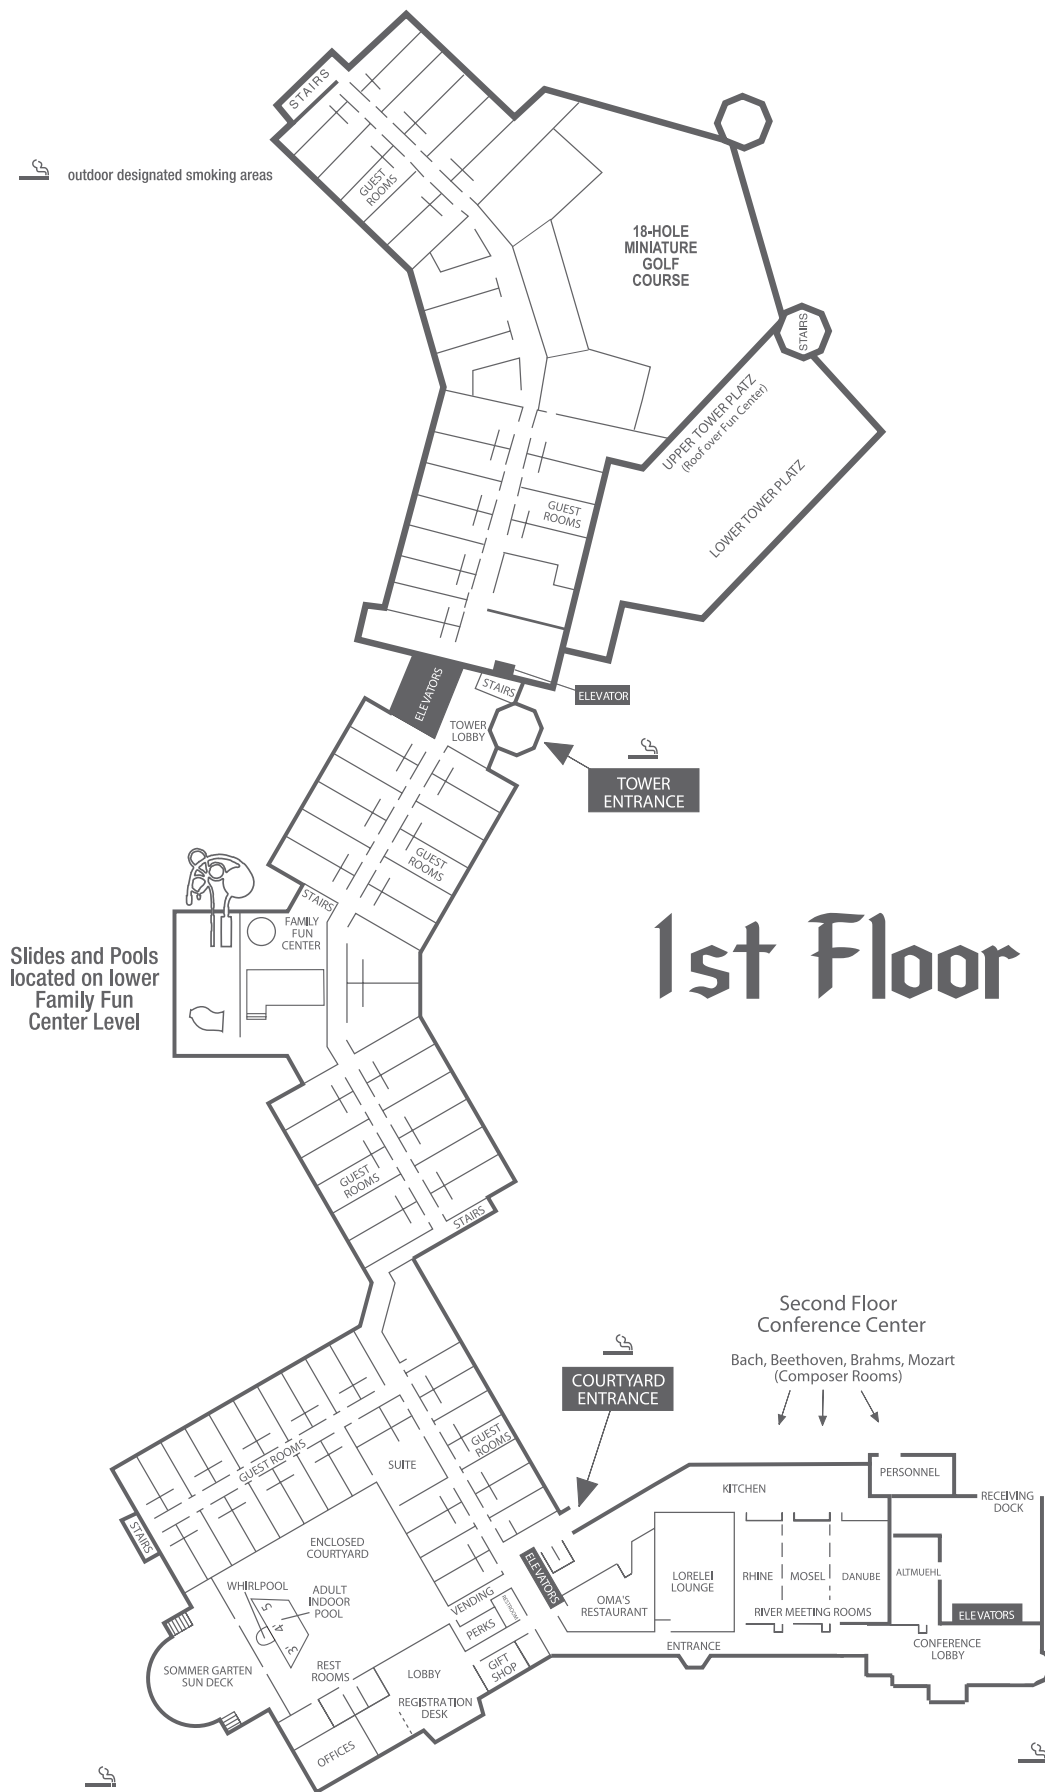 STAIRS
outdoor designated smoking areas
GUEST
ROOMS
18-HOLE
MINIATURE
GOLF
COURSE
STAIRS
UPPER TOWER PLATZ
(Roof over Fun Center)
LOWER TOWER PLATZ
GUEST
ROOMS
ELEVATORS
STAIRS
ELEVATOR
TOWER
LOBBY
TOWER
ENTRANCE
GUEST
ROOMS
STAIRS
FAMILY
FUN
CENTER
1st Floor
Slides and Pools
located on lower
Family Fun
Center Level
GUEST
ROOMS
STAIRS
Second Floor
Conference Center
Bach, Beethoven, Brahms, Mozart
(Composer Rooms)
COURTYARD
ENTRANCE
GUEST
ROOMS
GUEST ROOMS
SUITE
STAIRS
ENCLOSED
COURTYARD
WHIRLPOOL
ADULT
INDOOR
POOL
5
4
3
VENDING
RESTROOMS
PERKS
ELEVATORS
GIFT
SHOP
SOMMER GARTEN
SUN DECK
REST
ROOMS
LOBBY
REGISTRATION
DESK
OFFICES
KITCHEN
PERSONNEL
RECEIVING
DOCK
OMA'S
RESTAURANT
LORELEI
LOUNGE
RHINE
MOSEL
DANUBE
ALTMUEHL
RIVER MEETING ROOMS
ELEVATORS
ENTRANCE
CONFERENCE
LOBBY